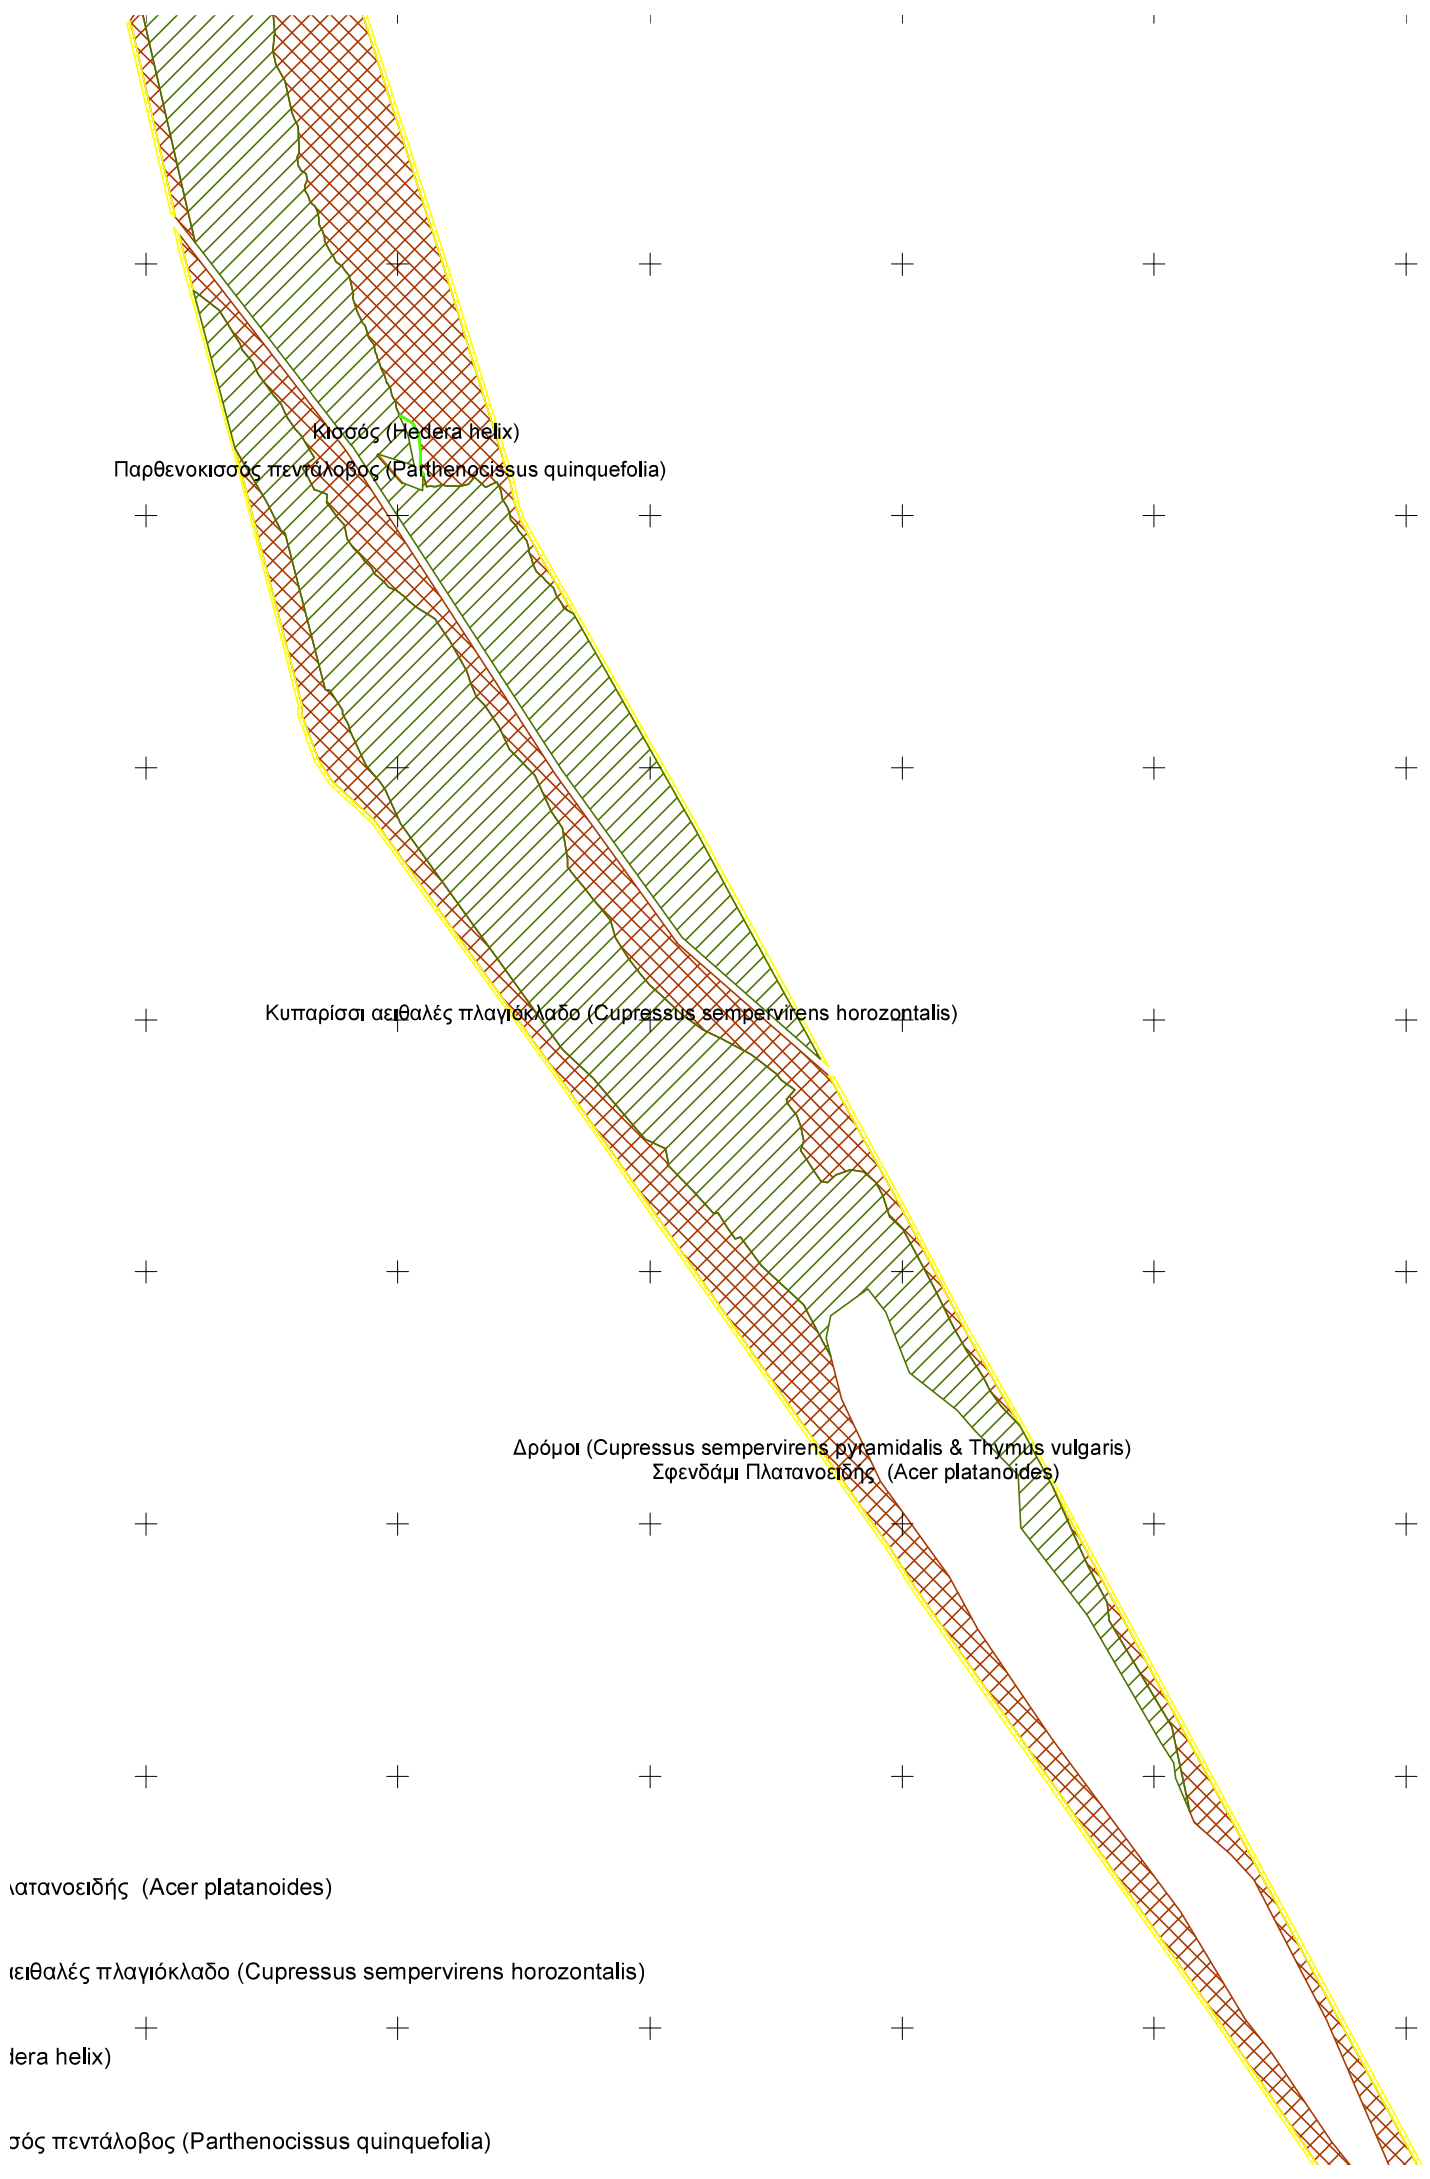 Κισσός (Hedera helix)
Παρθενοκισσός πεντάλοβος (Parthenocissus quinquefolia)
Κυπαρίσσι αειθαλές πλαγιόκλαδο (Cupressus sempervirens horozontalis)
Δρόμοι (Cupressus sempervirens pyramidalis & Thymus vulgaris)
Σφενδάμι Πλατανοειδής (Acer platanoides)
λατανοειδής (Acer platanoides)
αειθαλές πλαγιόκλαδο (Cupressus sempervirens horozontalis)
dera helix)
σός πεντάλοβος (Parthenocissus quinquefolia)